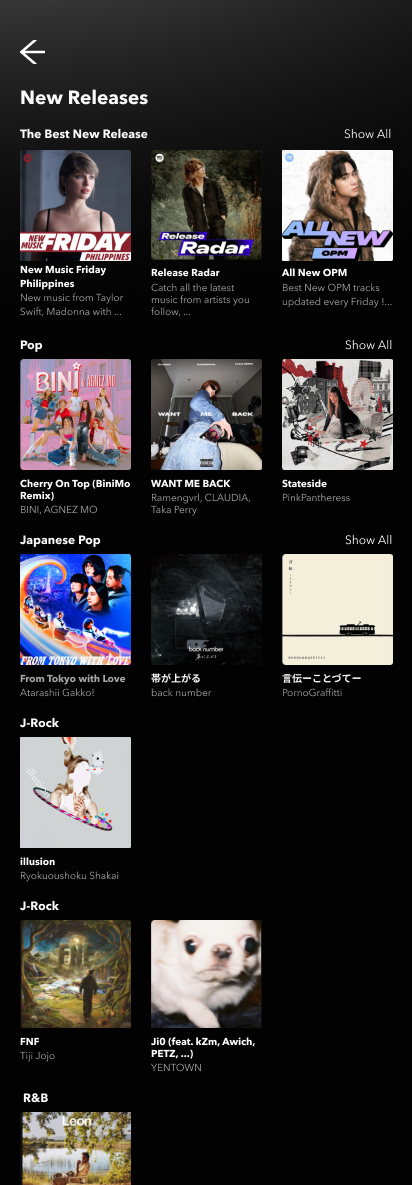 New Releases
The Best New Release
Show All
NEW
MUSIC FRIDAY
PHILIPPINES
Release
Radar
ALL
NEW
OPM
New Music Friday
Philippines
New music from Taylor
Swift, Madonna with ...
Release Radar
Catch all the latest
music from artists you
follow, ...
All New OPM
Best New OPM tracks
updated every Friday !...
Pop
Show All
BINI & AGNEZ MO
WANT ME BACK
Cherry On Top (BiniMo
Remix)
BINI, AGNEZ MO
WANT ME BACK
Ramengvrl, CLAUDIA,
Taka Perry
Stateside
PinkPantheress
Japanese Pop
Show All
FROM TOKYO WITH LOVE
back number
PORNOGRAFFITTI
From Tokyo with Love
Atarashii Gakko!
帯が上がる
back number
言伝ーことづてー
PornoGraffitti
J-Rock
illusion
illusion
Ryokuoushoku Shakai
J-Rock
FNF
FNF
Tiji Jojo
Ji0 (feat. kZm, Awich,
PETZ, ...)
YENTOWN
R&B
Leon